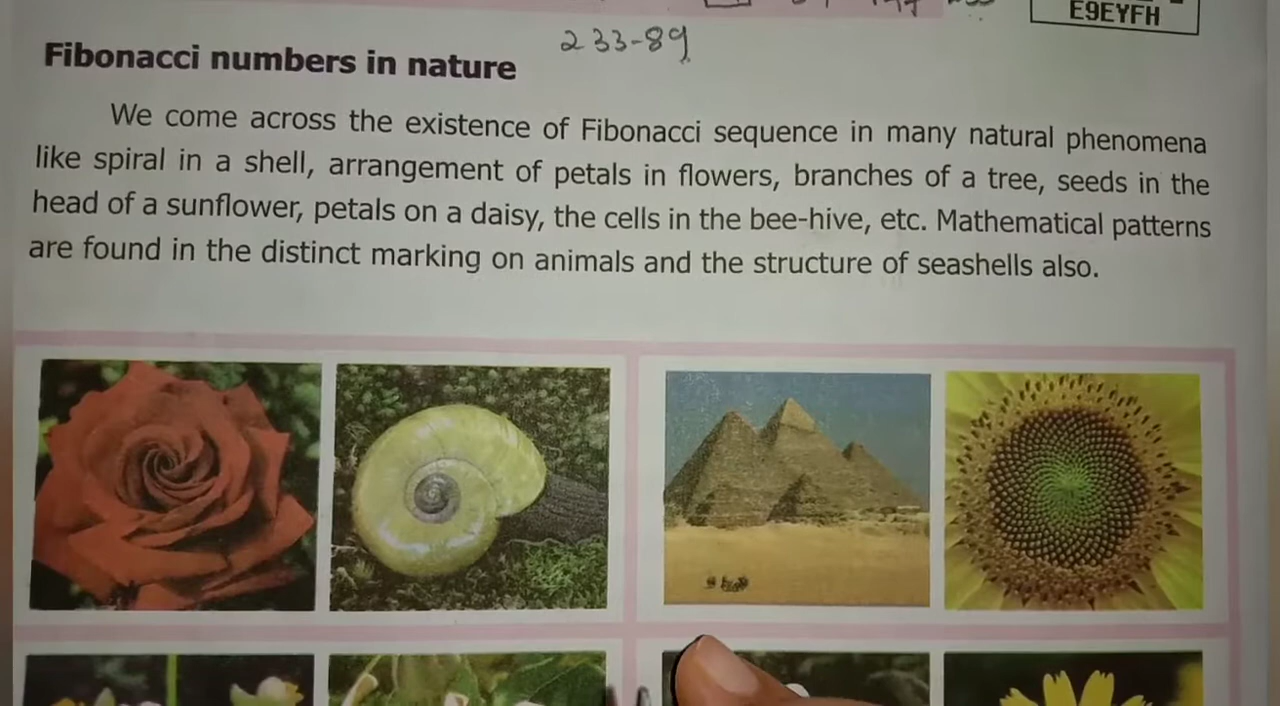 E9EYFH
233-89
Fibonacci numbers in nature
We come across the existence of Fibonacci sequence in many natural phenomena
like spiral in a shell, arrangement of petals in flowers, branches of a tree, seeds in the
head of a sunflower, petals on a daisy, the cells in the bee-hive, etc. Mathematical patterns
are found in the distinct marking on animals and the structure of seashells also.